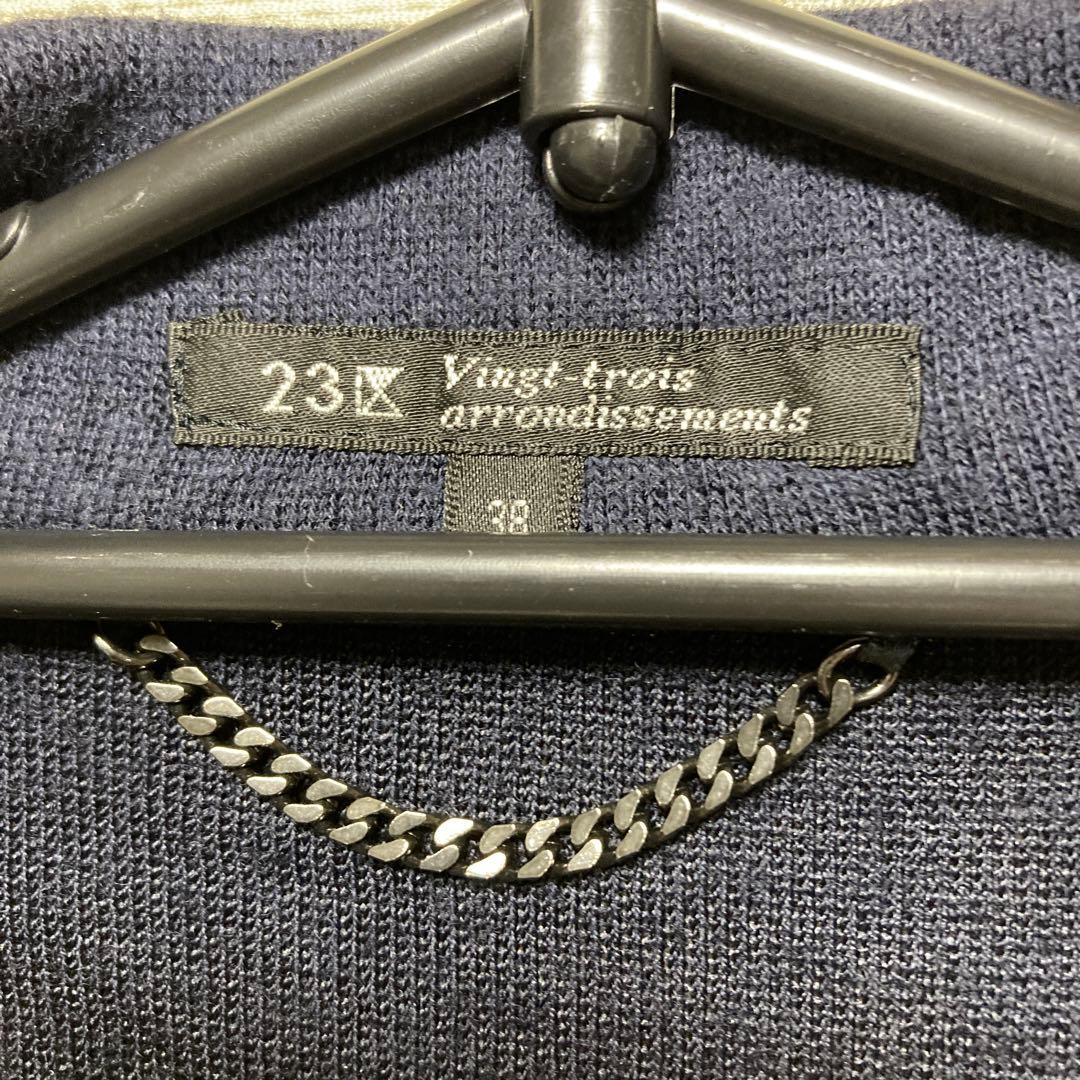 23区 Vingt-trois
arrondissements
38